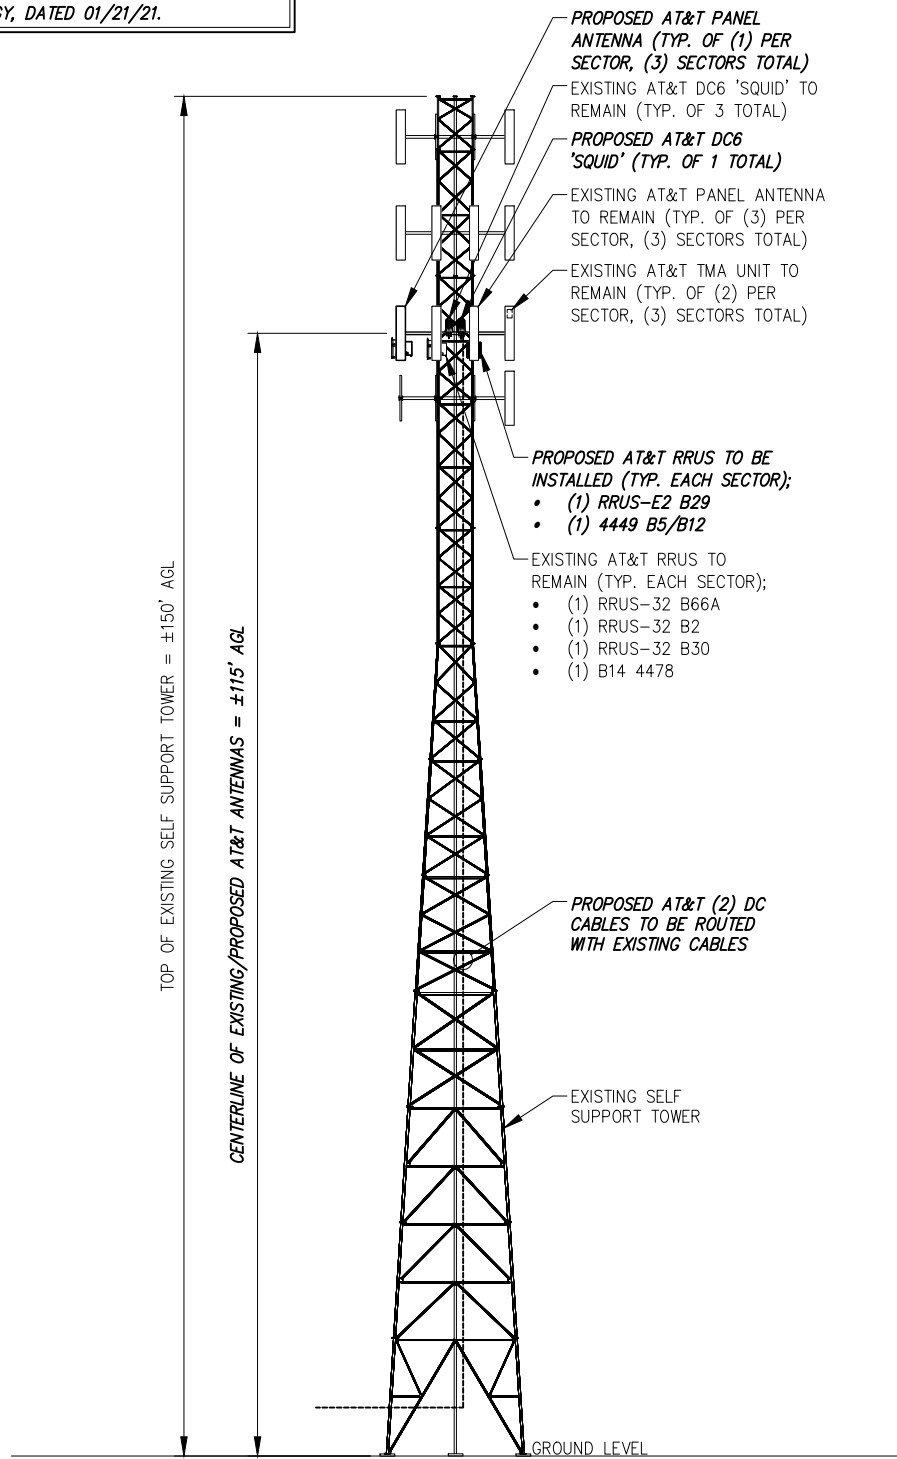 SY, DATED 01/21/21.
PROPOSED AT&T PANEL
ANTENNA (TYP. OF (1) PER
SECTOR, (3) SECTORS TOTAL)
EXISTING AT&T DC6 'SQUID' TO
REMAIN (TYP. OF 3 TOTAL)
PROPOSED AT&T DC6
'SQUID' (TYP. OF 1 TOTAL)
EXISTING AT&T PANEL ANTENNA
TO REMAIN (TYP. OF (3) PER
SECTOR, (3) SECTORS TOTAL)
EXISTING AT&T TMA UNIT TO
REMAIN (TYP. OF (2) PER
SECTOR, (3) SECTORS TOTAL)
PROPOSED AT&T RRUS TO BE
INSTALLED (TYP. EACH SECTOR);
• (1) RRUS-E2 B29
• (1) 4449 B5/B12
EXISTING AT&T RRUS TO
REMAIN (TYP. EACH SECTOR);
• (1) RRUS-32 B66A
• (1) RRUS-32 B2
• (1) RRUS-32 B30
• (1) B14 4478
TOP OF EXISTING SELF SUPPORT TOWER = ±150' AGL
CENTERLINE OF EXISTING/PROPOSED AT&T ANTENNAS = ±115' AGL
PROPOSED AT&T (2) DC
CABLES TO BE ROUTED
WITH EXISTING CABLES
EXISTING SELF
SUPPORT TOWER
GROUND LEVEL